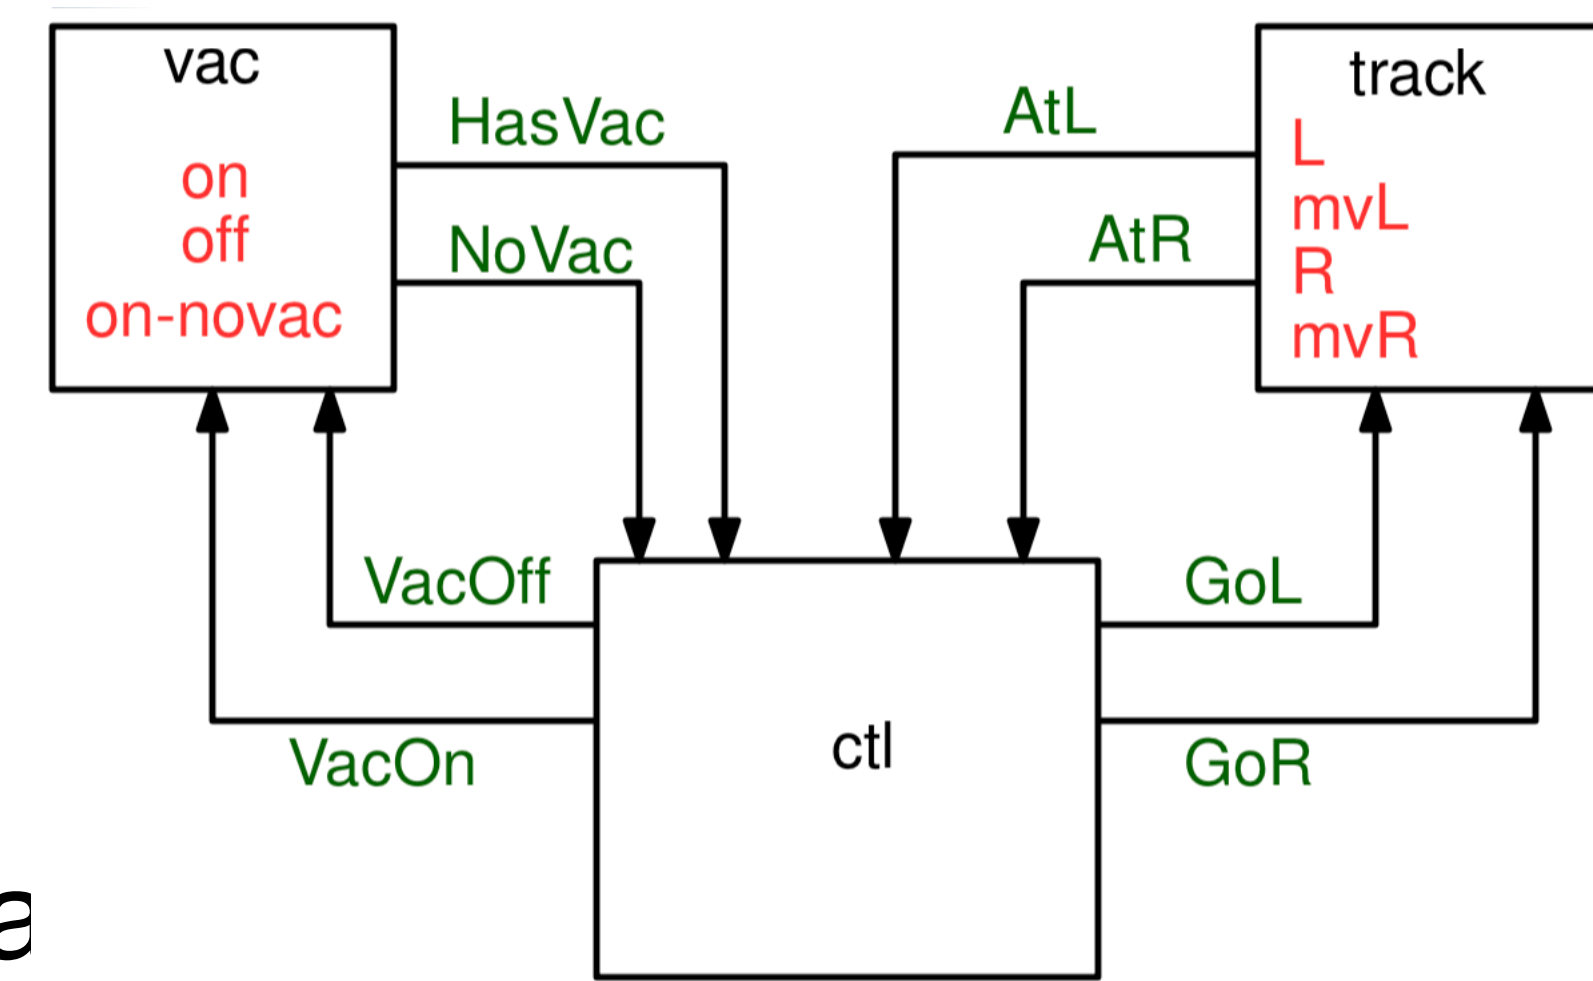 vac
on
off
on-novac
HasVac
NoVac
AtL
AtR
track
L
mvL
R
mvR
VacOff
VacOn
ctl
GoL
GoR
a